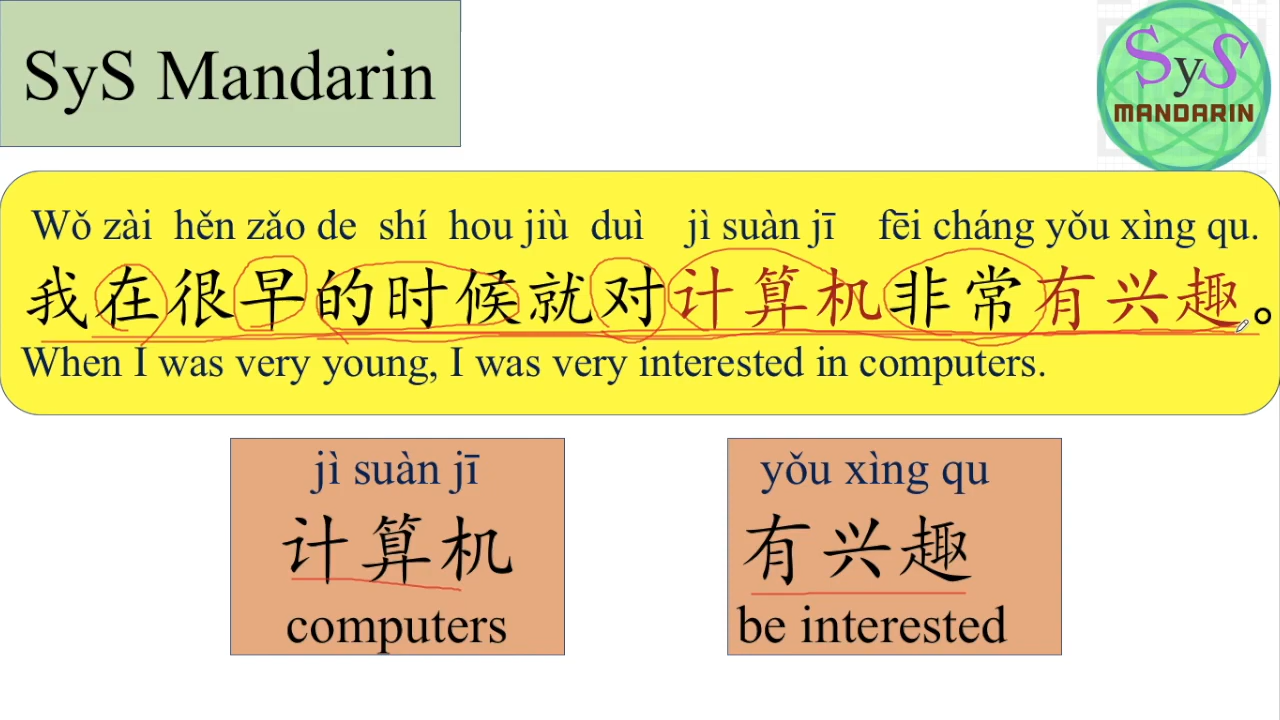 SyS Mandarin
SyS
MANDARIN
Wǒ zài hěn zǎo de shí hou jiù duì jì suàn jī fēi cháng yǒu xìng qu.
我在很早的时候就对计算机非常有兴趣。
When I was very young, I was very interested in computers.
jì suàn jī
计算机
computers
yǒu xìng qu
有兴趣
be interested